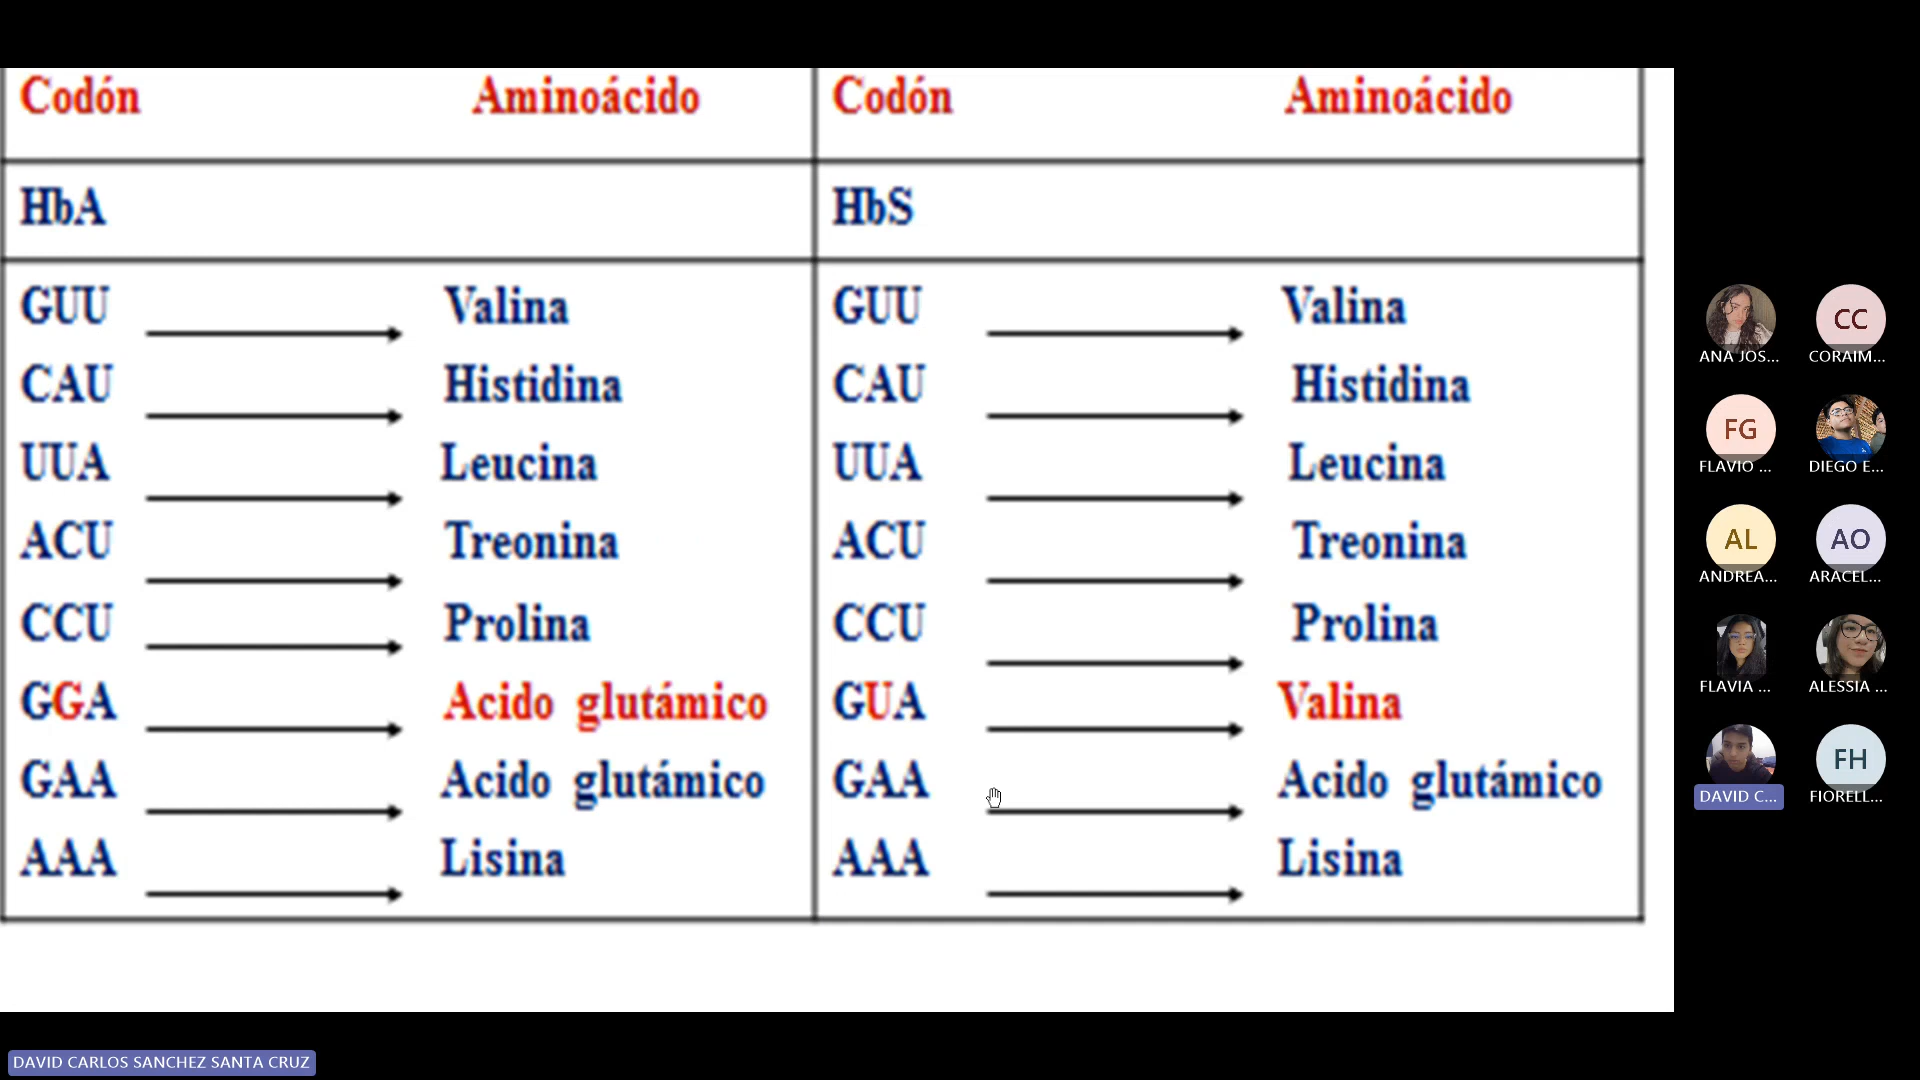 Codón Aminoácido Codón Aminoácido
HbA HbS
GUU Valina GUU Valina
CAU Histidina CAU Histidina
UUA Leucina UUA Leucina
ACU Treonina ACU Treonina
CCU Prolina CCU Prolina
GGA Acido glutámico GUA Valina
GAA Acido glutámico GAA Acido glutámico
AAA Lisina AAA Lisina
CC
ANA JOS... CORAIM...
FG
FLAVIO ... DIEGO E...
AL AO
ANDREA... ARACEL...
FLAVIA ... ALESSIA ...
FH
DAVID C... FIORELL...
DAVID CARLOS SANCHEZ SANTA CRUZ